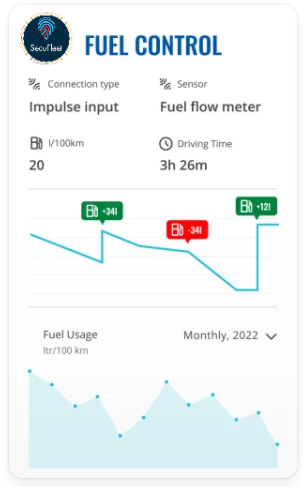 SecuFleet
FUEL CONTROL
Connection type
Sensor
Impulse input
Fuel flow meter
l/100km
Driving Time
20
3h 26m
+34l
-34l
+12l
Fuel Usage
Monthly, 2022
ltr/100 km